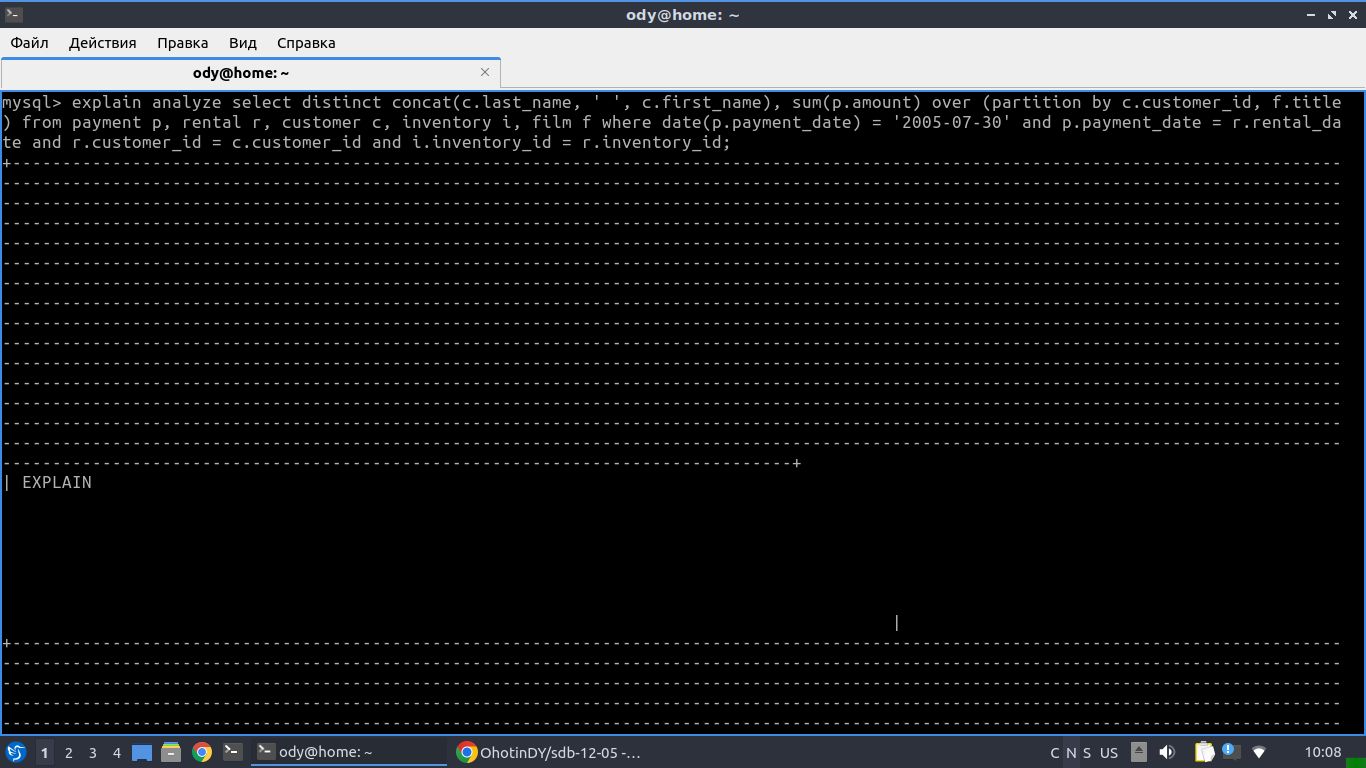 ody@home: ~
Файл Действия Правка Вид Справка
ody@home: ~
mysql> explain analyze select distinct concat(c.last_name, ' ', c.first_name), sum(p.amount) over (partition by c.customer_id, f.title
) from payment p, rental r, customer c, inventory i, film f where date(p.payment_date) = '2005-07-30' and p.payment_date = r.rental_da
te and r.customer_id = c.customer_id and i.inventory_id = r.inventory_id;
| EXPLAIN
|
1 2 3 4 ody@home: ~ OhotinDY/sdb-12-05 -... C N S US 10:08